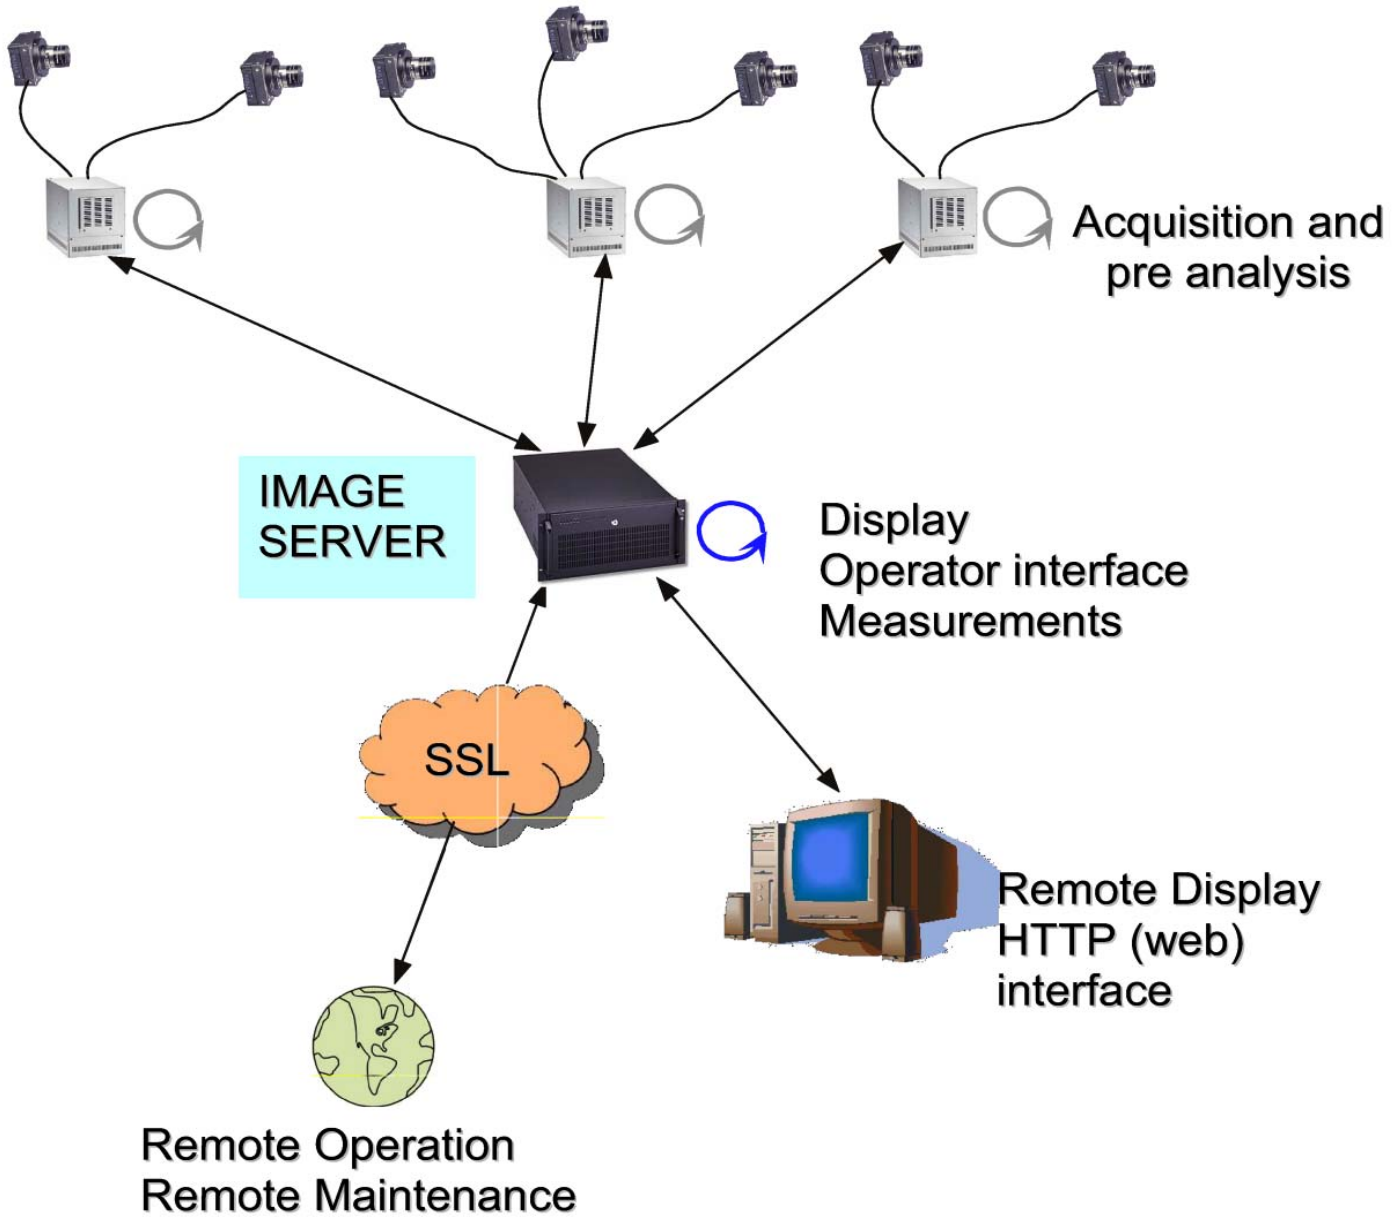 Acquisition and
pre analysis
IMAGE
SERVER
Display
Operator interface
Measurements
SSL
Remote Display
HTTP (web)
interface
Remote Operation
Remote Maintenance